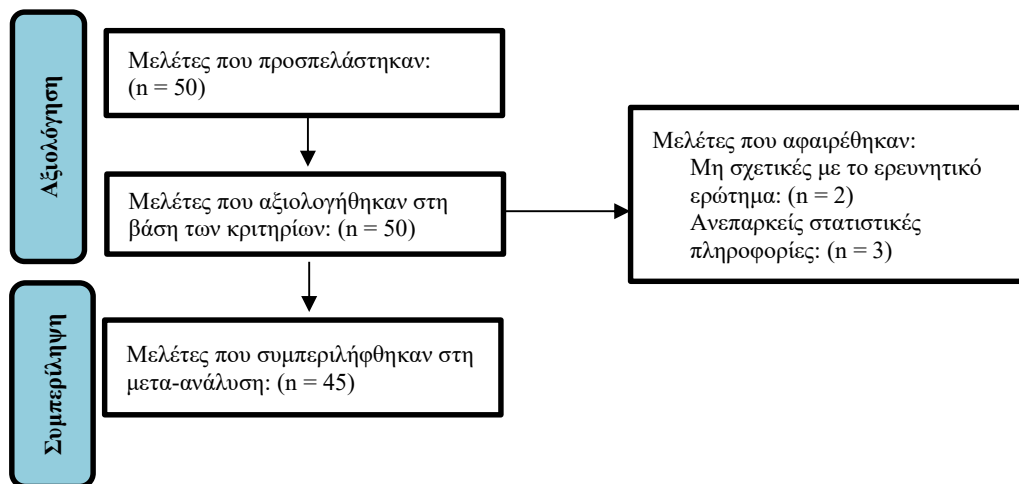 Αξιολόγηση
Μελέτες που προσπελάστηκαν:
(n = 50)
Μελέτες που αξιολογήθηκαν στη
βάση των κριτηρίων: (n = 50)
Μελέτες που αφαιρέθηκαν:
Μη σχετικές με το ερευνητικό
ερώτημα: (n = 2)
Ανεπαρκείς στατιστικές
πληροφορίες: (n = 3)
Συμπερίληψη
Μελέτες που συμπεριλήφθηκαν στη
μετα-ανάλυση: (n = 45)